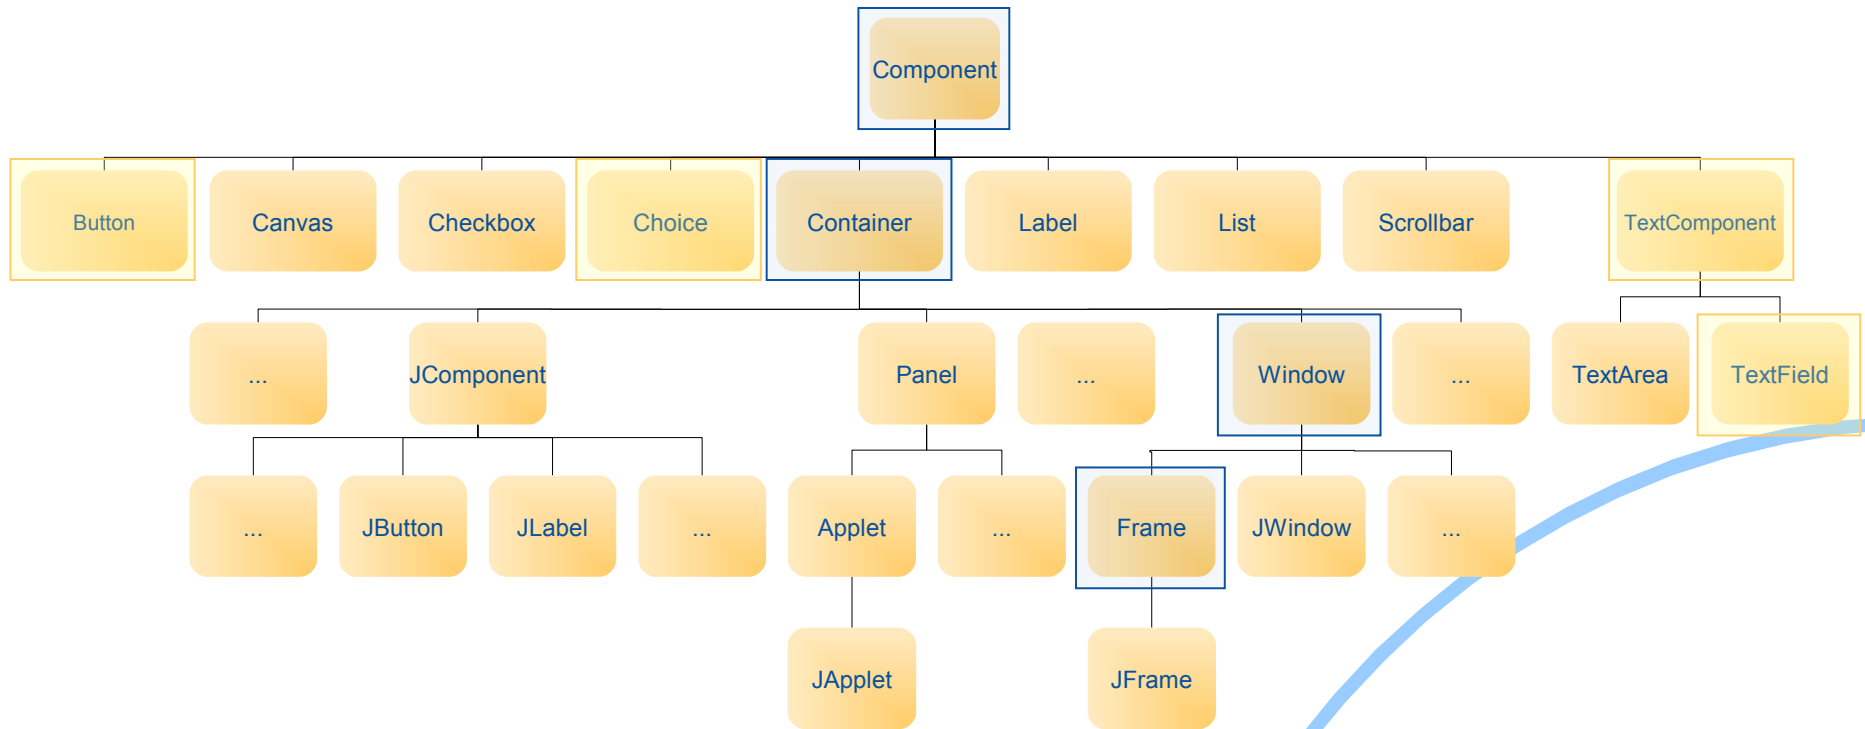 Component
Button
Canvas
Checkbox
Choice
Container
Label
List
Scrollbar
TextComponent
...
JComponent
Panel
...
Window
...
TextArea
TextField
...
JButton
JLabel
...
Applet
...
Frame
JWindow
...
JApplet
JFrame